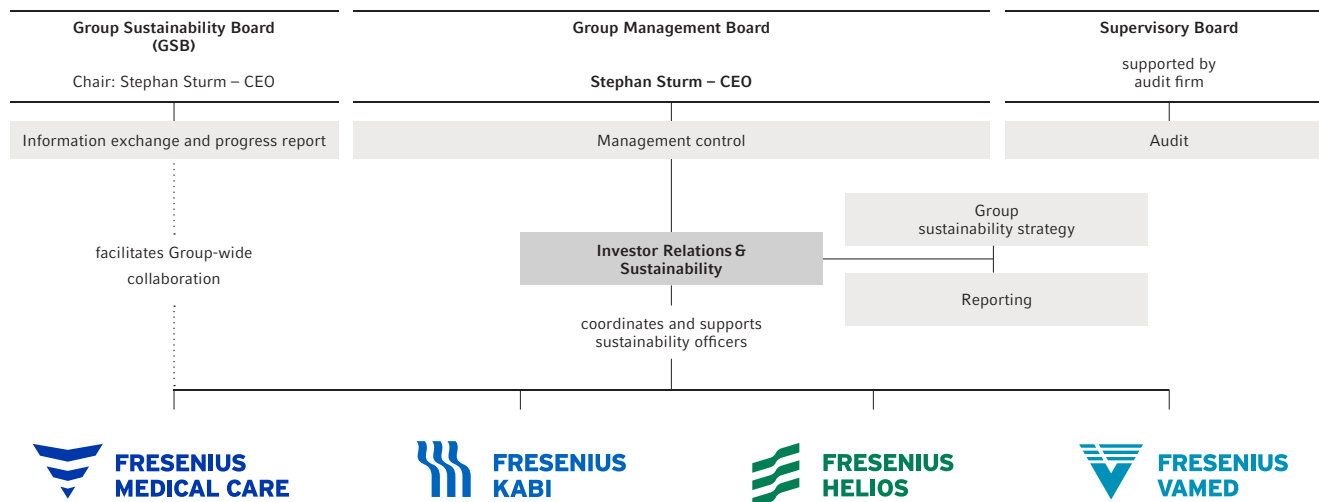 Group Sustainability Board
(GSB)
Chair: Stephan Sturm – CEO
Information exchange and progress report
facilitates Group-wide
collaboration
Group Management Board
Stephan Sturm – CEO
Management control
Investor Relations &
Sustainability
coordinates and supports
sustainability officers
Group
sustainability strategy
Reporting
Supervisory Board
supported by
audit firm
Audit
FRESENIUS
MEDICAL CARE
FRESENIUS
KABI
FRESENIUS
HELIOS
FRESENIUS
VAMED